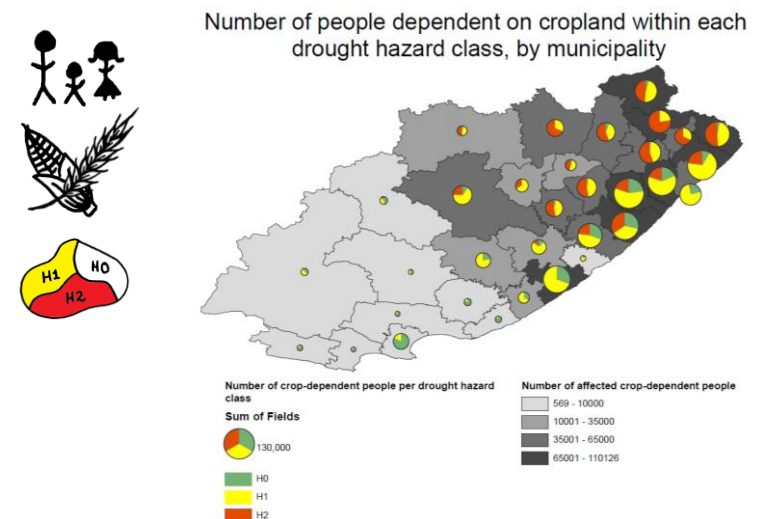 Number of people dependent on cropland within each
drought hazard class, by municipality
H1
H0
H2
Number of crop-dependent people per drought hazard
class
Sum of Fields
130,000
H0
H1
H2
Number of affected crop-dependent people
569 - 10000
10001 - 35000
35001 - 65000
65001 - 110126